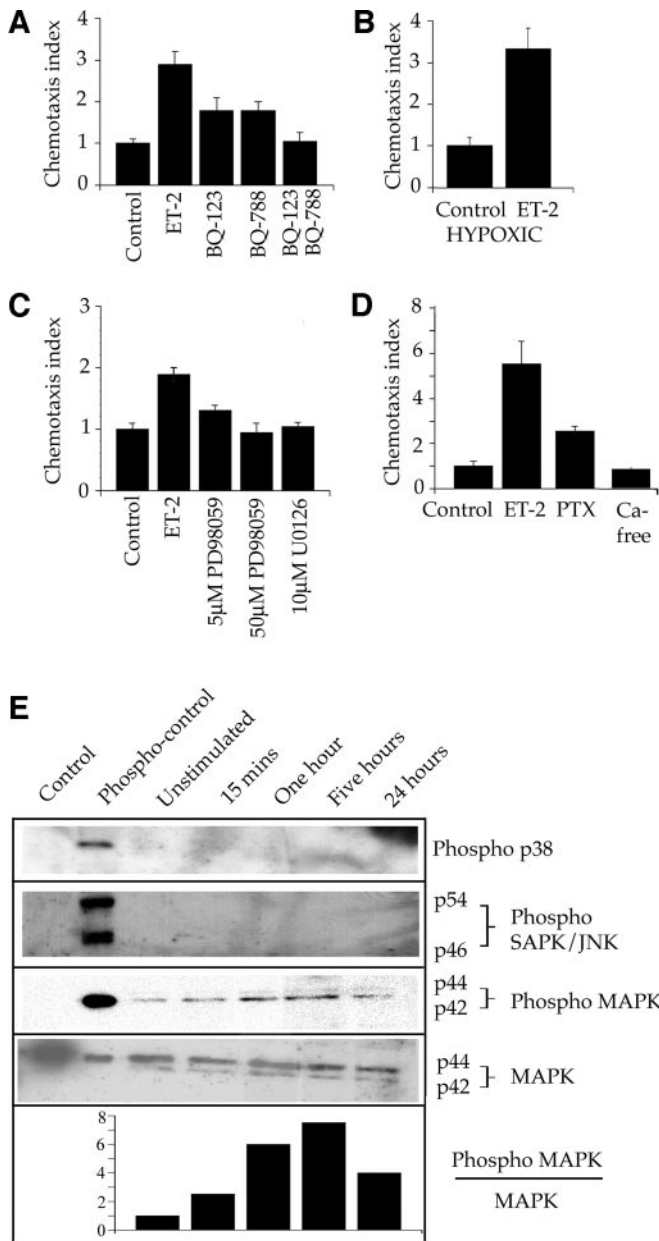 A
Chemotaxis index
4
3
2
1
0
Control
ET-2
BQ-123
BQ-788
BQ-123
BQ-788
B
Chemotaxis index
4
3
2
1
0
Control ET-2
HYPOXIC
C
Chemotaxis index
3
2
1
0
Control
ET-2
5µM PD98059
50µM PD98059
10µM U0126
D
Chemotaxis index
8
6
4
2
0
Control ET-2 PTX Ca-
free
E
Control
Phospho-control
Unstimulated
15 mins
One hour
Five hours
24 hours
Phospho p38
p54
p46
Phospho
SAPK/JNK
p44
p42
Phospho MAPK
p44
p42
MAPK
8
6
4
2
0
Phospho MAPK
MAPK